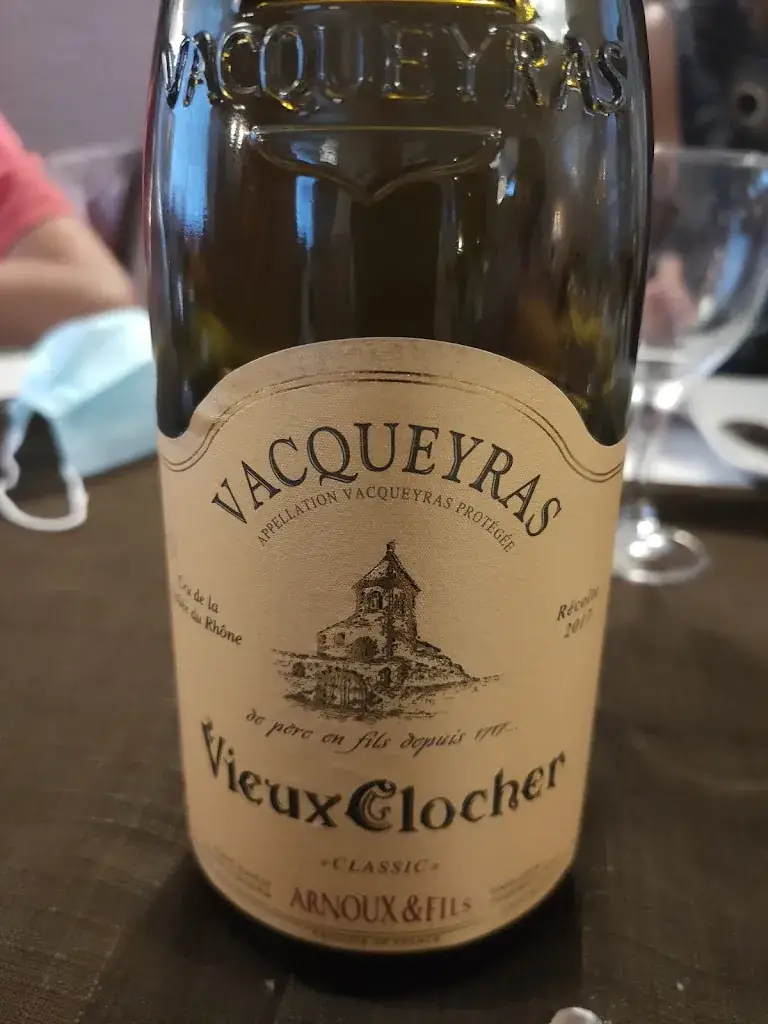 VACQUEYRAS
VACQUEYRAS
APPELLATION VACQUEYRAS PROTÉGÉE
Cru de la
du Rhône
Récolte
2017
de père en fils depuis 1717...
Vieux Clocher
«CLASSIC»
ARNOUX & FILS